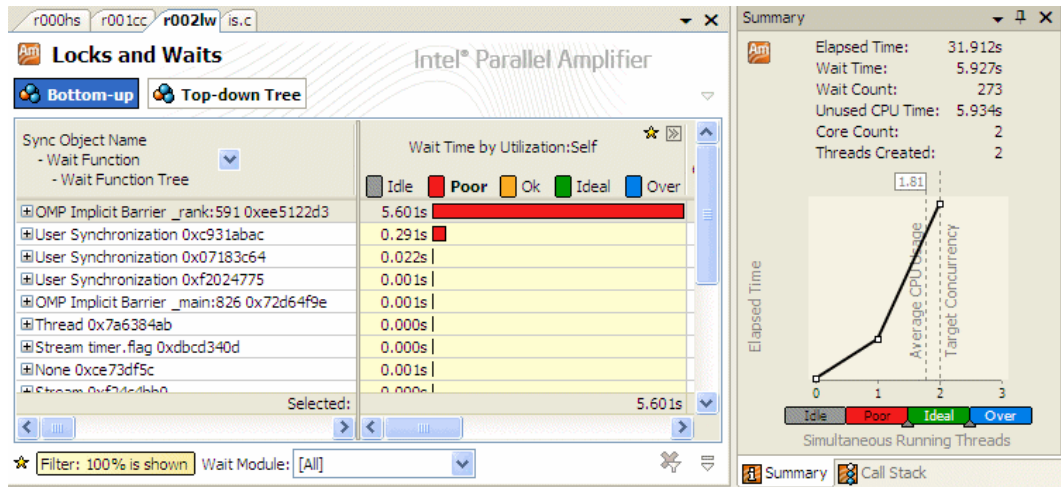 r000hs r001cc r002lw is.c
Locks and Waits
Intel® Parallel Amplifier
Bottom-up Top-down Tree
Sync Object Name
- Wait Function
- Wait Function Tree
Wait Time by Utilization:Self
Idle Poor Ok Ideal Over
OMP Implicit Barrier _rank:591 0xee5122d3 5.601s
User Synchronization 0xc931abac 0.291s
User Synchronization 0x07183c64 0.022s
User Synchronization 0xf2024775 0.001s
OMP Implicit Barrier _main:826 0x72d64f9e 0.001s
Thread 0x7a6384ab 0.000s
Stream timer.flag 0xdbcd340d 0.000s
None 0xce73df5c 0.001s
Stream 0.000s
Selected: 5.601s
Filter: 100% is shown Wait Module: [All]
Summary
Am
Elapsed Time: 31.912s
Wait Time: 5.927s
Wait Count: 273
Unused CPU Time: 5.934s
Core Count: 2
Threads Created: 2
1.81
Elapsed Time
Average CPU Usage
Target Concurrency
0 1 2 3
Idle Poor Ideal Over
Simultaneous Running Threads
Summary Call Stack